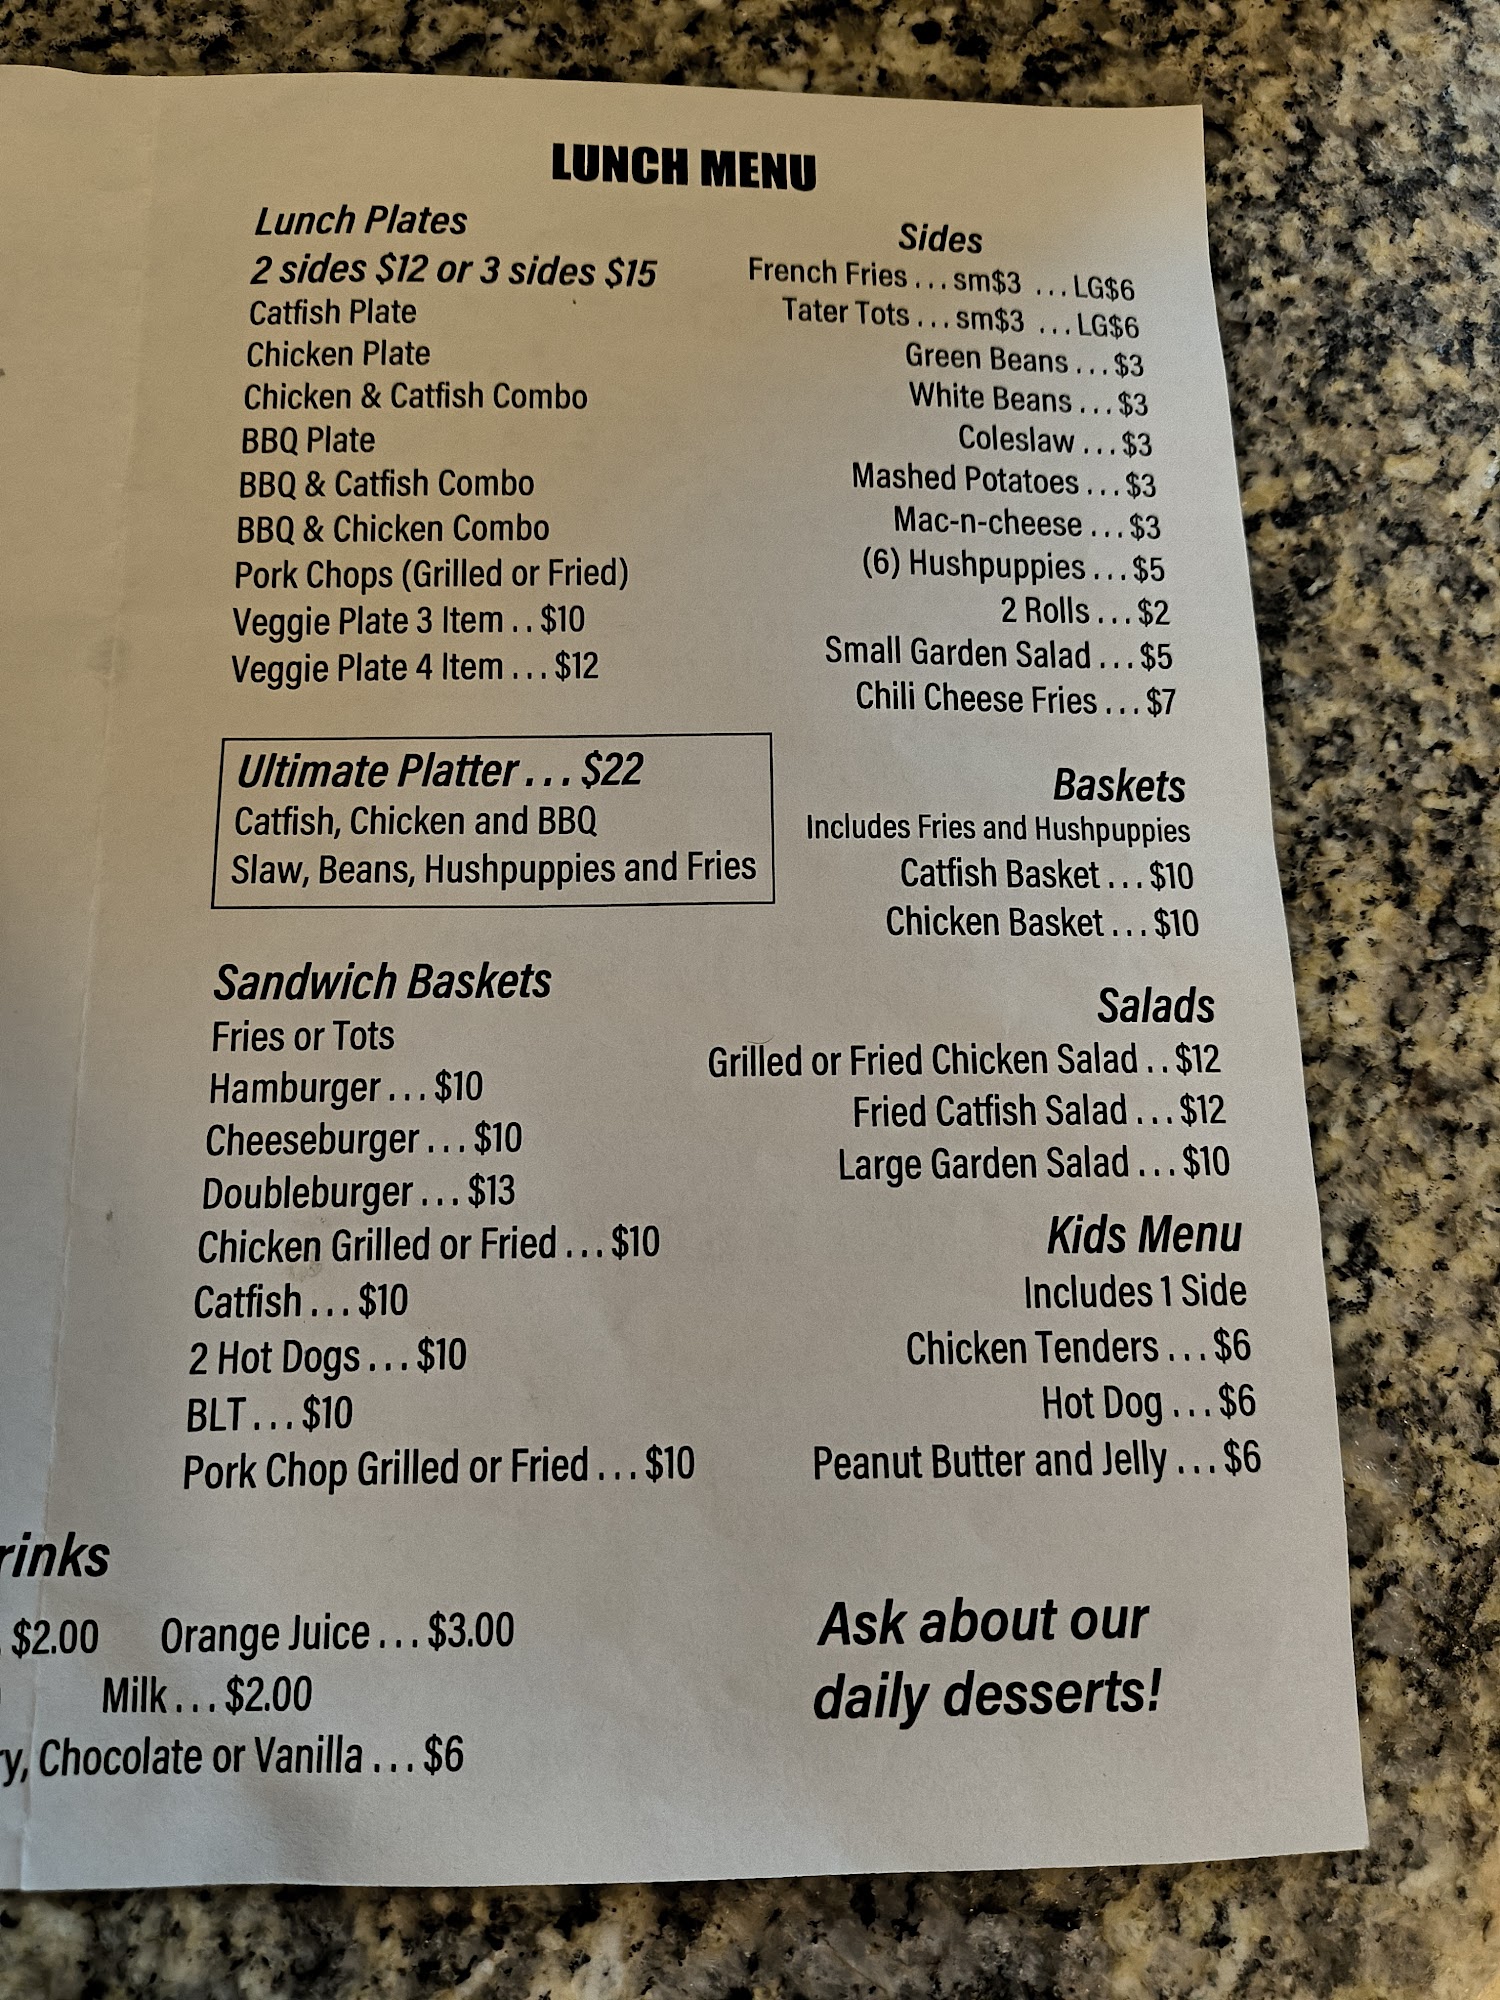 LUNCH MENU
Lunch Plates
2 sides $12 or 3 sides $15
Catfish Plate
Chicken Plate
Chicken & Catfish Combo
BBQ Plate
BBQ & Catfish Combo
BBQ & Chicken Combo
Pork Chops (Grilled or Fried)
Veggie Plate 3 Item . . $10
Veggie Plate 4 Item . . . $12
Ultimate Platter . . . $22
Catfish, Chicken and BBQ
Slaw, Beans, Hushpuppies and Fries
Sandwich Baskets
Fries or Tots
Hamburger . . . $10
Cheeseburger . . . $10
Doubleburger . . . $13
Chicken Grilled or Fried . . . $10
Catfish . . . $10
2 Hot Dogs . . . $10
BLT . . . $10
Pork Chop Grilled or Fried . . . $10
Sides
French Fries . . . sm$3 . . . LG$6
Tater Tots . . . sm$3 . . . LG$6
Green Beans . . . $3
White Beans . . . $3
Coleslaw . . . $3
Mashed Potatoes . . . $3
Mac-n-cheese . . . $3
(6) Hushpuppies . . . $5
2 Rolls . . . $2
Small Garden Salad . . . $5
Chili Cheese Fries . . . $7
Baskets
Includes Fries and Hushpuppies
Catfish Basket . . . $10
Chicken Basket . . . $10
Salads
Grilled or Fried Chicken Salad . . $12
Fried Catfish Salad . . . $12
Large Garden Salad . . . $10
Kids Menu
Includes 1 Side
Chicken Tenders . . . $6
Hot Dog . . . $6
Peanut Butter and Jelly . . . $6
rinks
. $2.00 Orange Juice . . . $3.00
Milk . . . $2.00
y, Chocolate or Vanilla . . . $6
Ask about our
daily desserts!